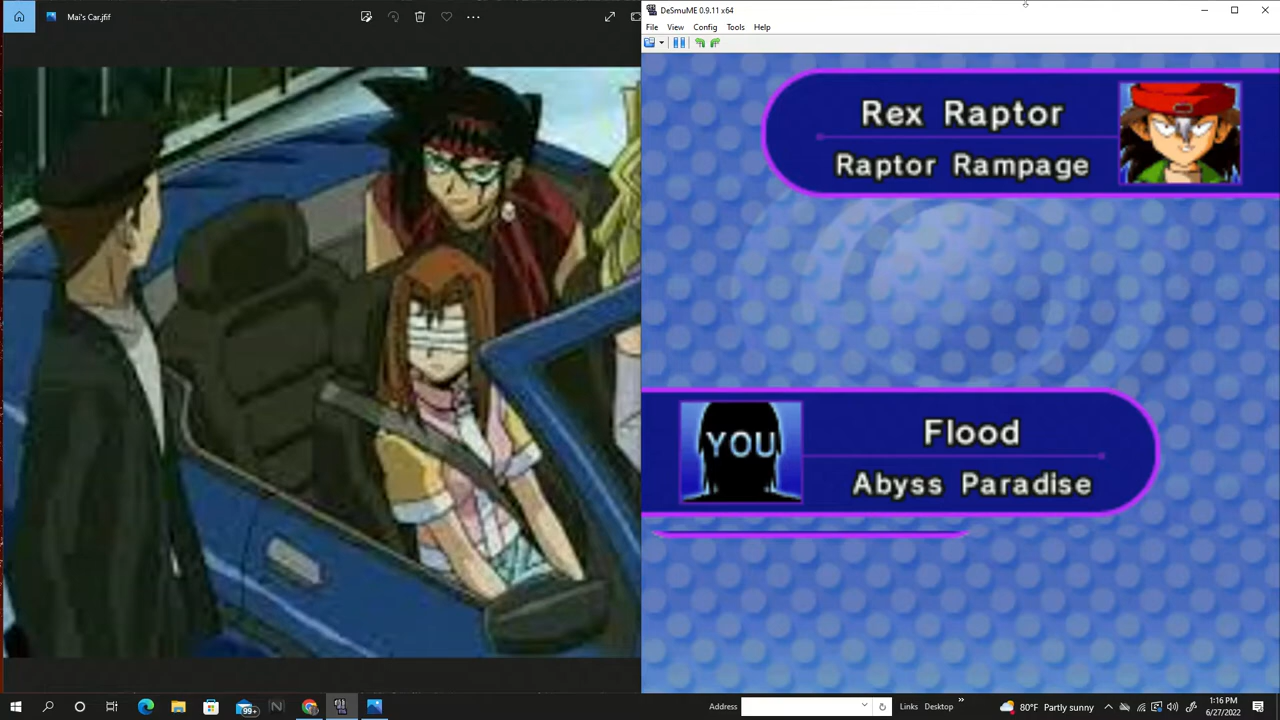 Mai's Car.jfif
DeSmuME 0.9.11 x64
File View Config Tools Help
Rex Raptor
Raptor Rampage
YOU
Flood
Abyss Paradise
99+
Address
Links
Desktop
80°F Partly sunny
1:16 PM
6/27/2022